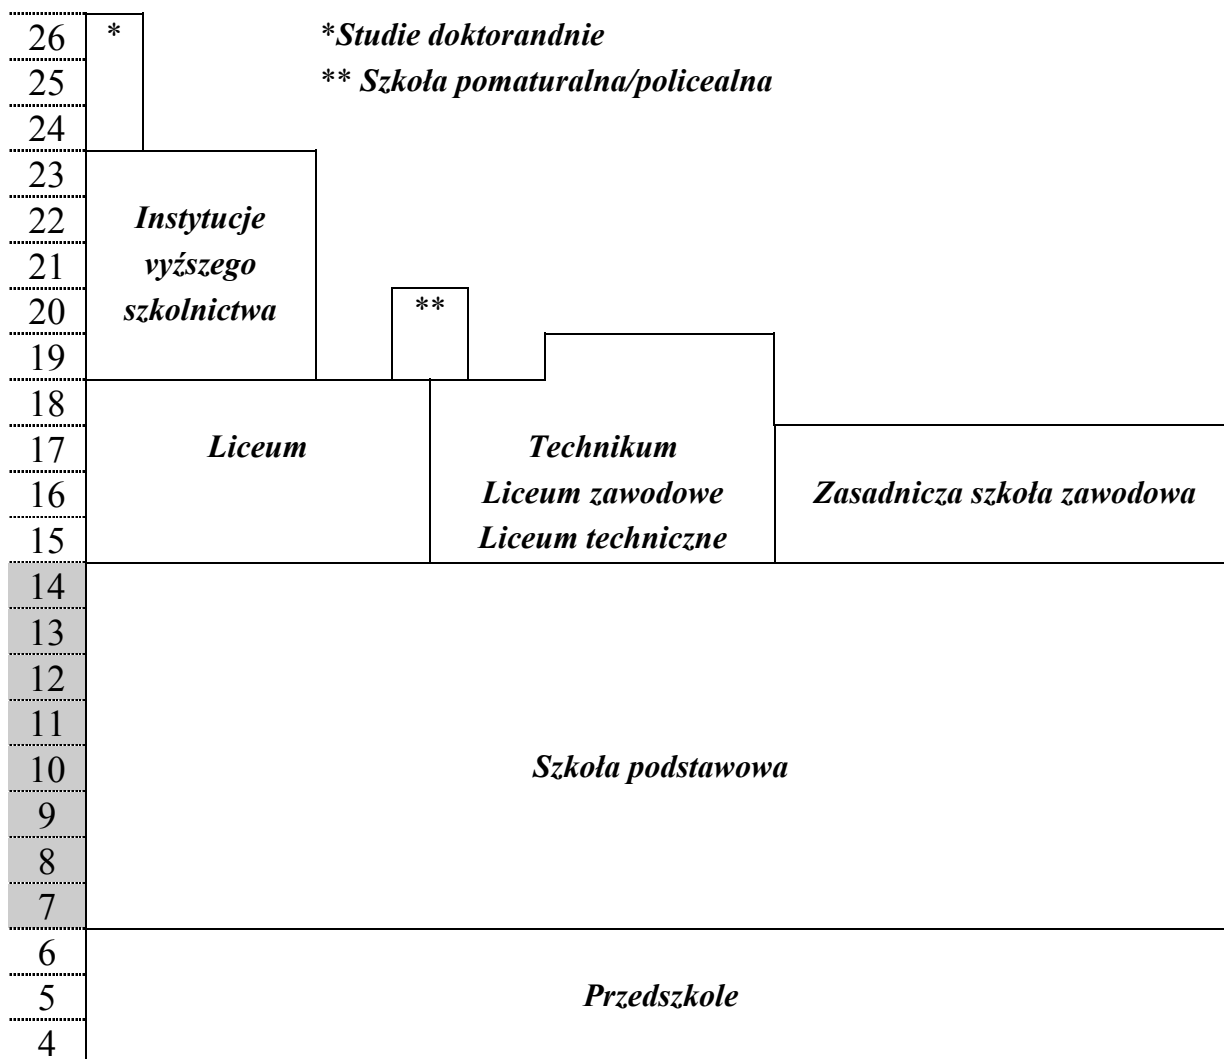 26 * *Studie doktorandnie
25 ** Szkoła pomaturalna/policealna
24
23
22 Instytucje
21 vyźszego
20 szkolnictwa **
19
18
17 Liceum Technikum
16 Liceum zawodowe Zasadnicza szkoła zawodowa
15 Liceum techniczne
14
13
12
11
10 Szkoła podstawowa
9
8
7
6
5 Przedszkole
4